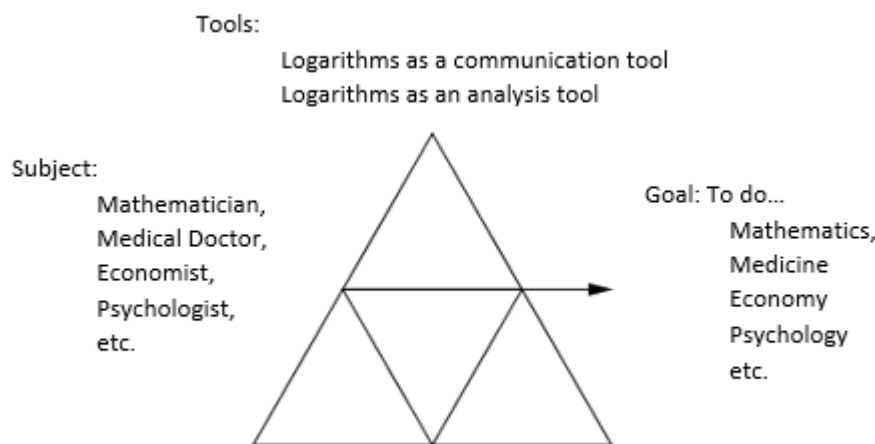 Tools:
Logarithms as a communication tool
Logarithms as an analysis tool
Subject:
Mathematician,
Medical Doctor,
Economist,
Psychologist,
etc.
Goal: To do...
Mathematics,
Medicine
Economy
Psychology
etc.